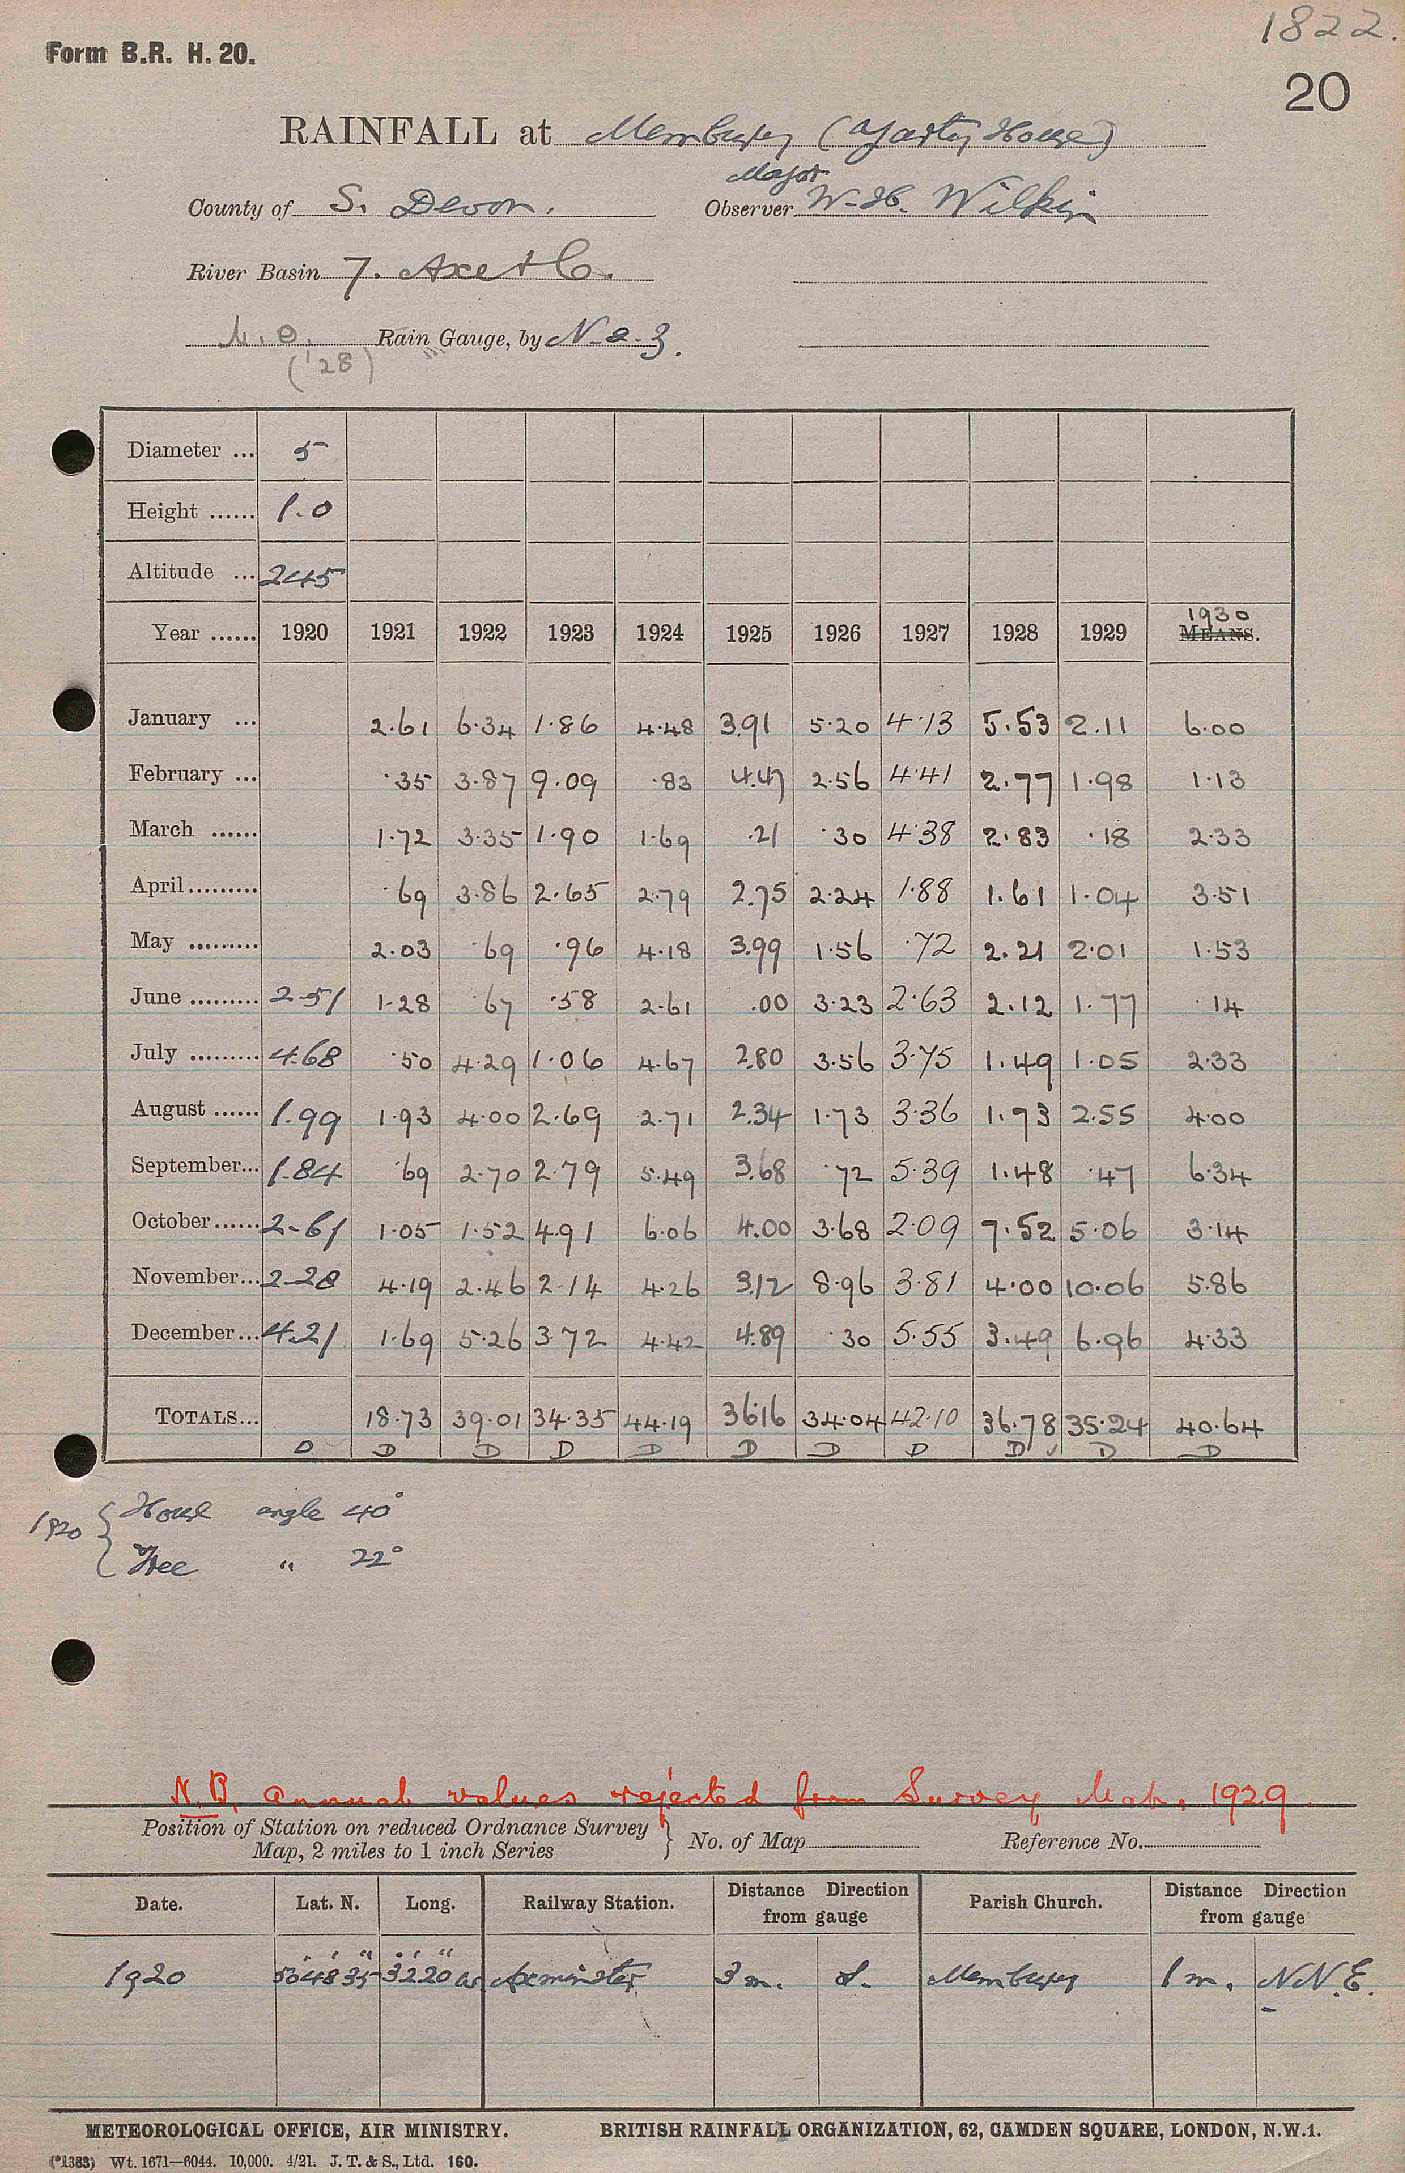 1822.
Form B.R. H. 20.
20
RAINFALL at Membury (Yarty House)
Major
County of S. Devon. Observer W. H. Wilkin
River Basin 7. Axe + Co.
M.O. Rain Gauge, by N & Z.
('28)
Diameter ... 5
Height ...... 1.0
Altitude ... 245
1930
Year ...... 1920 1921 1922 1923 1924 1925 1926 1927 1928 1929 MEANS.
January ... 2.61 6.34 1.86 4.48 3.91 5.20 4.13 5.53 2.11 6.00
February ... .35 3.87 9.09 .83 4.47 2.56 4.41 2.77 1.98 1.13
March ...... 1.72 3.35 1.90 1.69 .21 .30 4.38 2.83 .18 2.33
April ......... .69 3.86 2.65 2.79 2.75 2.24 1.88 1.61 1.04 3.51
May ......... 2.03 .69 .96 4.18 3.99 1.56 .72 2.21 2.01 1.53
June ......... 2.51 1.28 .67 .58 2.61 .00 3.23 2.63 2.12 1.77 .14
July ......... 4.68 .50 4.29 1.06 4.67 2.80 3.56 3.75 1.49 1.05 2.33
August ...... 1.99 1.93 4.00 2.69 2.71 2.34 1.73 3.36 1.73 2.55 4.00
September... 1.84 .69 2.70 2.79 5.49 3.68 .72 5.39 1.48 .47 6.34
October ...... 2.61 1.05 1.52 4.91 6.06 4.00 3.68 2.09 7.52 5.06 3.14
November... 2.28 4.19 2.46 2.14 4.26 3.12 8.96 3.81 4.00 10.06 5.86
December... 4.21 1.69 5.26 3.72 4.42 4.89 .30 5.55 3.49 6.96 4.33
TOTALS... 18.73 39.01 34.35 44.19 36.16 34.04 42.10 36.78 35.24 40.64
D D D D D D D D D ✓ D D
1920 { House angle 40°
Tree " 22°
N.B. Annual values rejected from Survey Map. 1929
Position of Station on reduced Ordnance Survey
Map, 2 miles to 1 inch Series } No. of Map Reference No.
Date. Lat. N. Long. Railway Station. Distance Direction from gauge Parish Church. Distance Direction from gauge
1920 50° 48' 35" 3° 2' 20" W Axminster 3 m. S. Membury 1 m. N.N.E.
METEOROLOGICAL OFFICE, AIR MINISTRY. BRITISH RAINFALL ORGANIZATION, 62, CAMDEN SQUARE, LONDON, N.W.1.
(*1383) Wt. 1671—6044. 10,000. 4/21. J. T. & S., Ltd. 160.